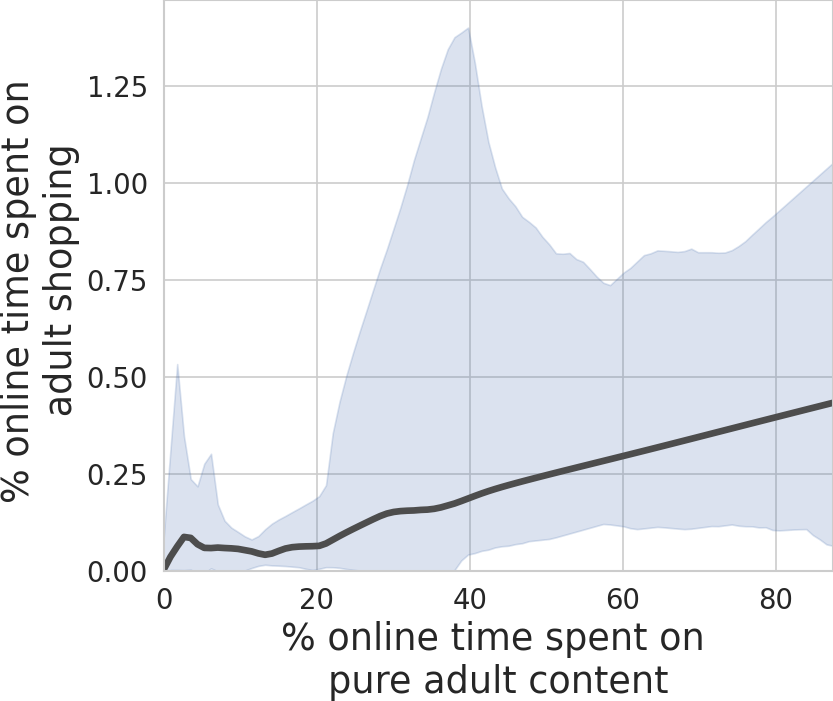 % online time spent on
adult shopping
1.25
1.00
0.75
0.50
0.25
0.00
0 20 40 60 80
% online time spent on
pure adult content